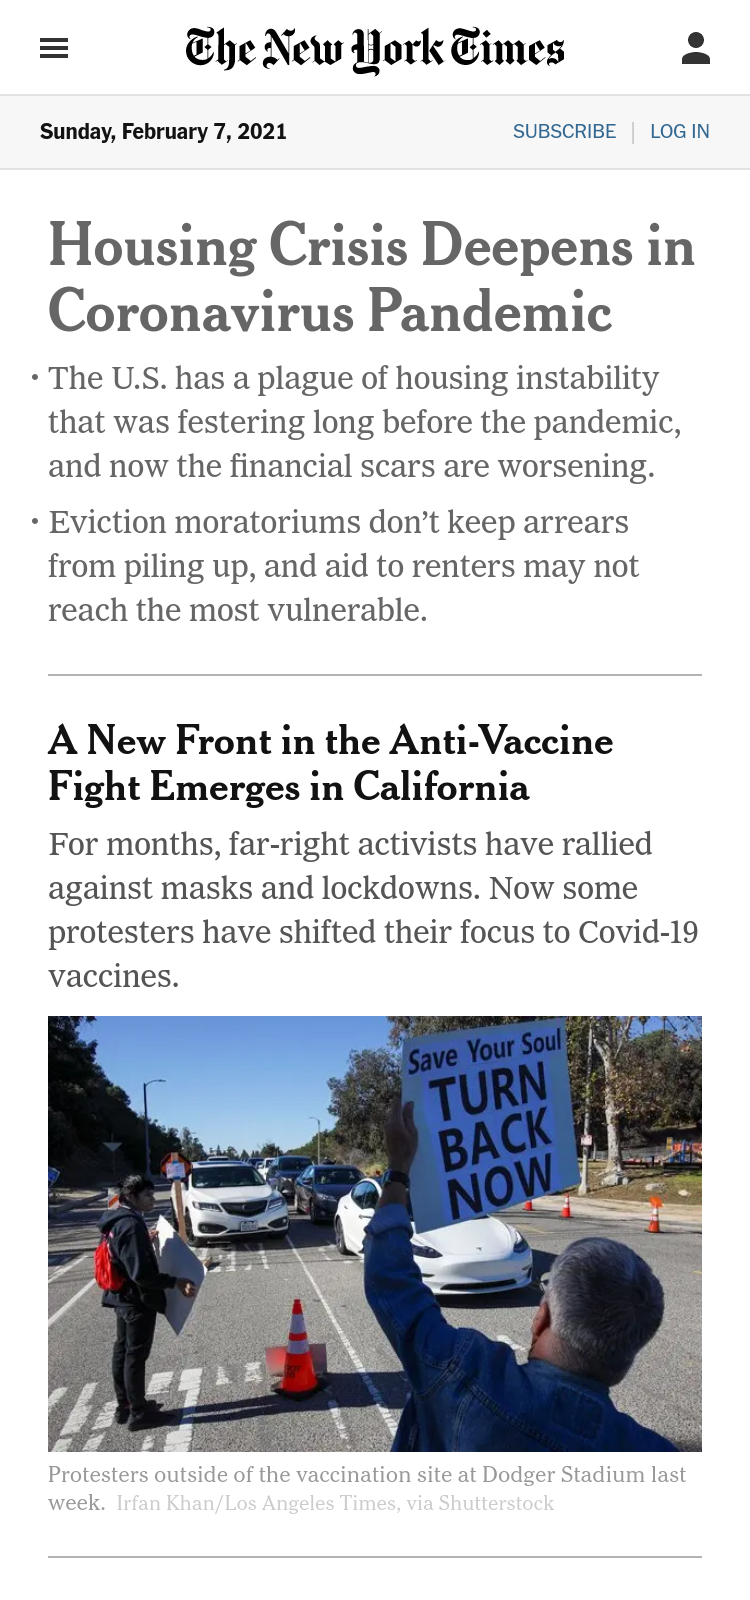 The New York Times
Sunday, February 7, 2021
SUBSCRIBE | LOG IN
Housing Crisis Deepens in
Coronavirus Pandemic
• The U.S. has a plague of housing instability
that was festering long before the pandemic,
and now the financial scars are worsening.
• Eviction moratoriums don’t keep arrears
from piling up, and aid to renters may not
reach the most vulnerable.
A New Front in the Anti-Vaccine
Fight Emerges in California
For months, far-right activists have rallied
against masks and lockdowns. Now some
protesters have shifted their focus to Covid-19
vaccines.
Save Your Soul
TURN
BACK
NOW
Protesters outside of the vaccination site at Dodger Stadium last
week. Irfan Khan/Los Angeles Times, via Shutterstock